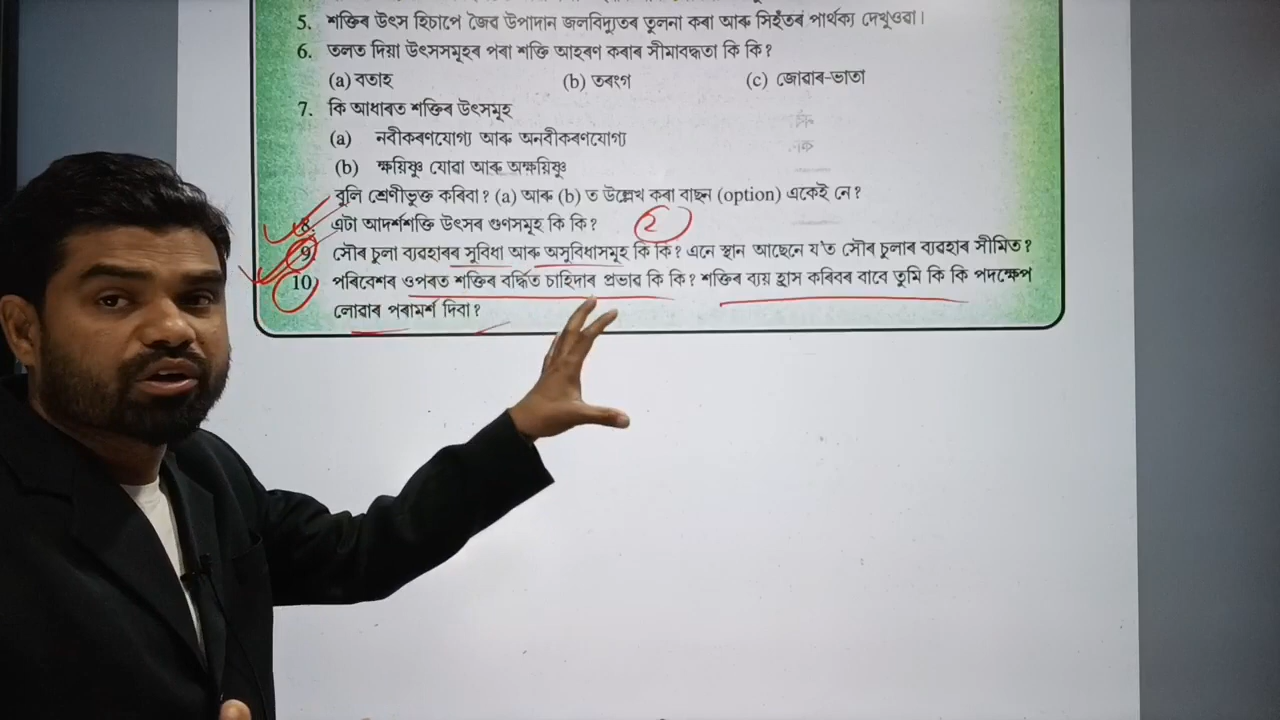 5. শক্তিৰ উৎস হিচাপে জৈৱ উপাদান জলবিদ্যুতৰ তুলনা কৰা আৰু সিহঁতৰ পাৰ্থক্য দেখুওৱা।
6. তলত দিয়া উৎসসমূহৰ পৰা শক্তি আহৰণ কৰাৰ সীমাবদ্ধতা কি কি?
(a) বতাহ (b) তৰংগ (c) জোৱাৰ-ভাতা
7. কি আধাৰত শক্তিৰ উৎসসমূহ
(a) নবীকৰণযোগ্য আৰু অনবীকৰণযোগ্য
(b) ক্ষয়িষ্ণু যোৱা আৰু অক্ষয়িষ্ণু
বুলি শ্ৰেণীভুক্ত কৰিবা? (a) আৰু (b) ত উল্লেখ কৰা বাছন (option) একেই নে?
8. এটা আদৰ্শশক্তি উৎসৰ গুণসমূহ কি কি? 2
9. সৌৰ চুলা ব্যৱহাৰৰ সুবিধা আৰু অসুবিধাসমূহ কি কি? এনে স্থান আছেনে য'ত সৌৰ চুলাৰ ব্যৱহাৰ সীমিত?
10. পৰিবেশৰ ওপৰত শক্তিৰ বৰ্দ্ধিত চাহিদাৰ প্ৰভাৱ কি কি? শক্তিৰ ব্যয় হ্ৰাস কৰিবৰ বাবে তুমি কি কি পদক্ষেপ
লোৱাৰ পৰামৰ্শ দিবা?